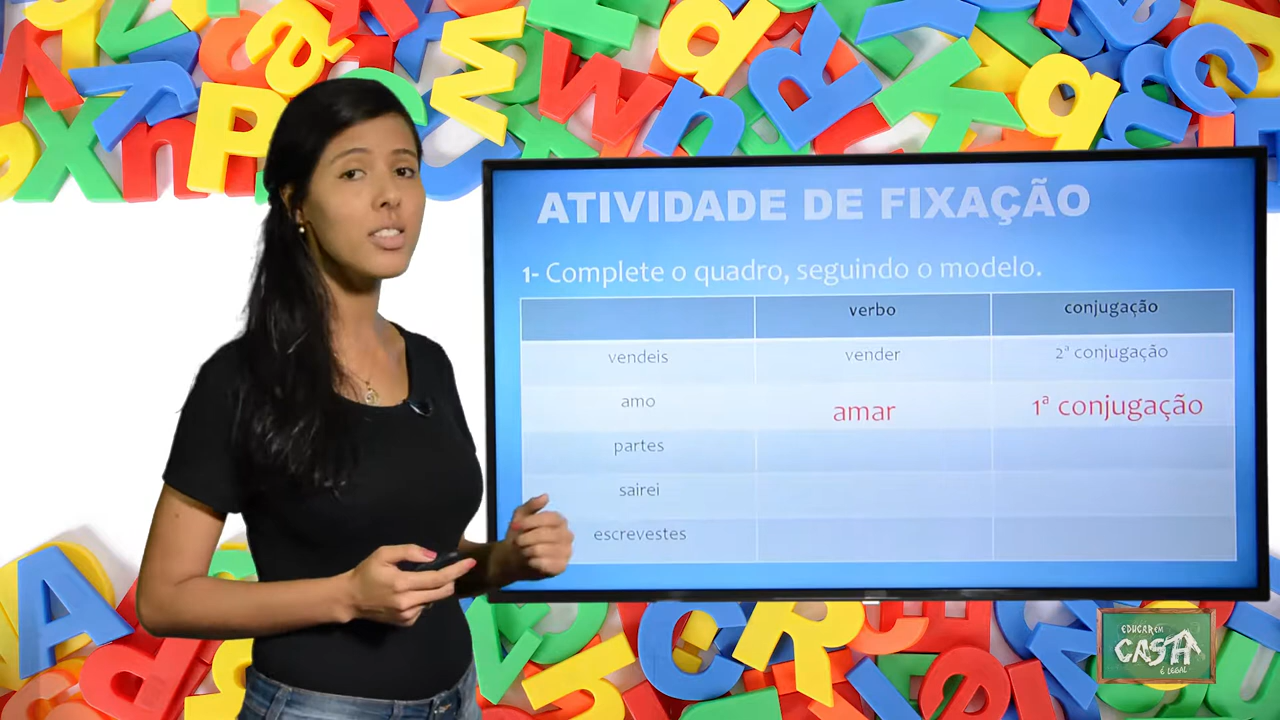 ATIVIDADE DE FIXAÇÃO
1- Complete o quadro, seguindo o modelo.
verbo conjugação
vendeis vender 2ª conjugação
amo amar 1ª conjugação
partes
sairei
escrevestes
EDUCAR EM
CASA
É LEGAL